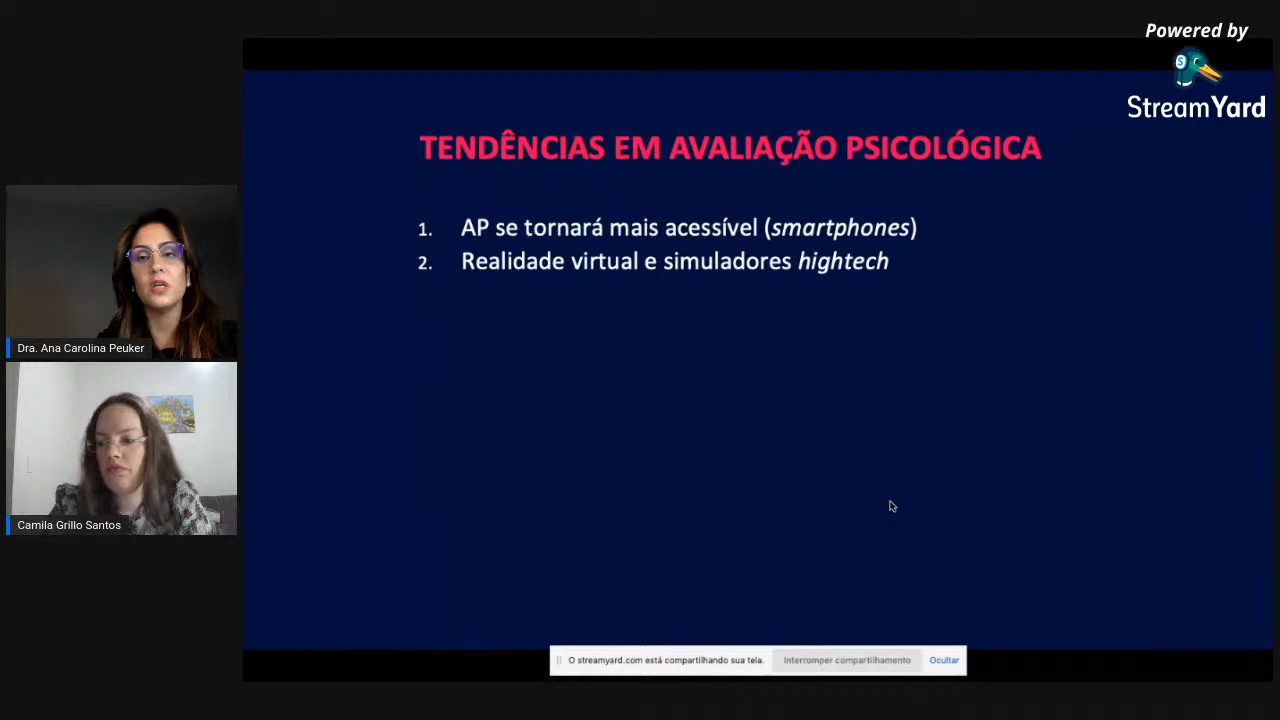 Powered by
StreamYard
TENDÊNCIAS EM AVALIAÇÃO PSICOLÓGICA
1. AP se tornará mais acessível (smartphones)
2. Realidade virtual e simuladores hightech
Dra. Ana Carolina Peuker
Camila Grillo Santos
O streamyard.com está compartilhando sua tela. Interromper compartilhamento Ocultar